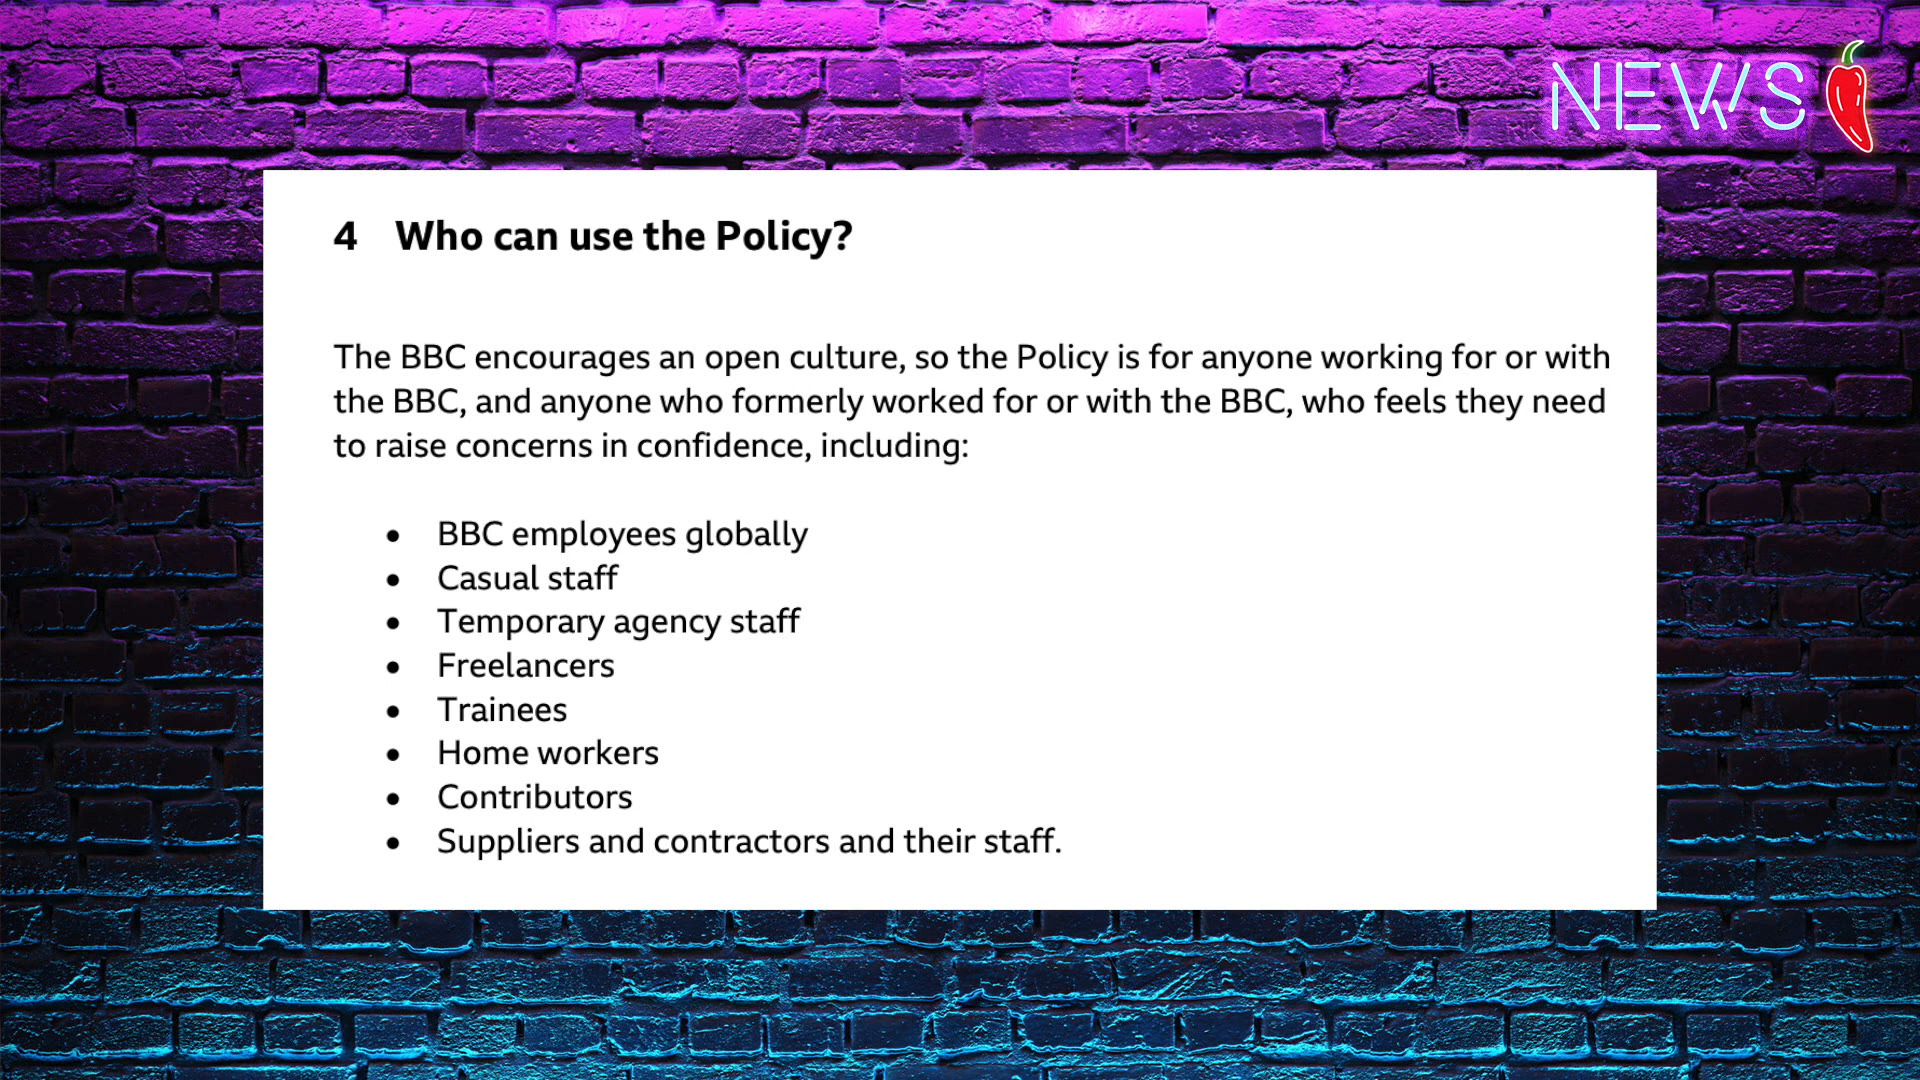 NEWS
4 Who can use the Policy?
The BBC encourages an open culture, so the Policy is for anyone working for or with
the BBC, and anyone who formerly worked for or with the BBC, who feels they need
to raise concerns in confidence, including:
• BBC employees globally
• Casual staff
• Temporary agency staff
• Freelancers
• Trainees
• Home workers
• Contributors
• Suppliers and contractors and their staff.